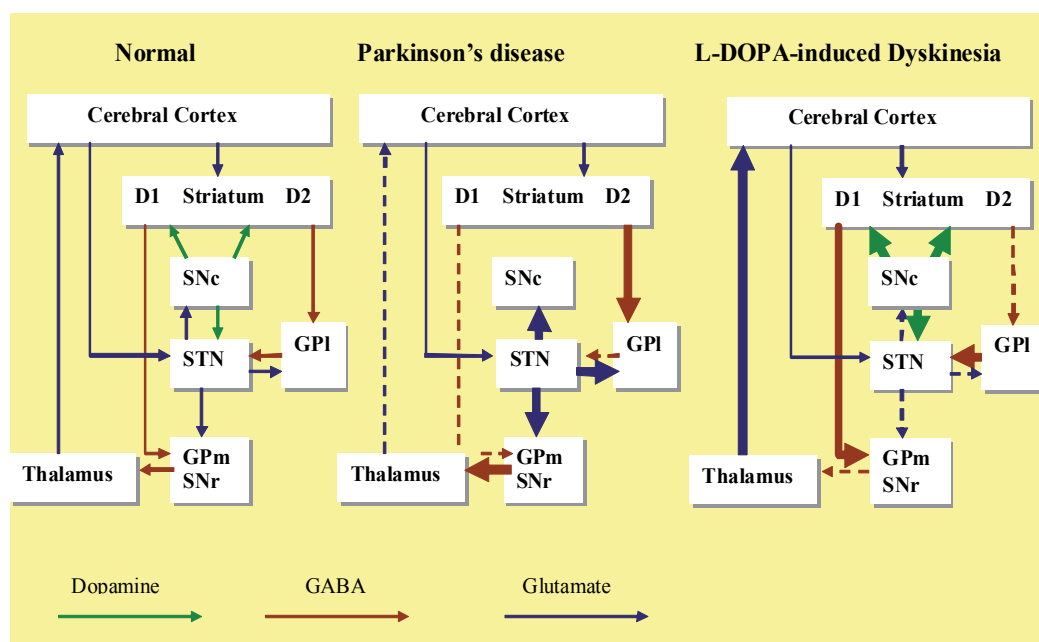 Normal
Parkinson's disease
L-DOPA-induced Dyskinesia
Cerebral Cortex
D1 Striatum D2
SNc
STN
GPl
Thalamus
GPm
SNr
Cerebral Cortex
D1 Striatum D2
SNc
STN
GPl
Thalamus
GPm
SNr
Cerebral Cortex
D1 Striatum D2
SNc
STN
GPl
Thalamus
GPm
SNr
Dopamine
GABA
Glutamate